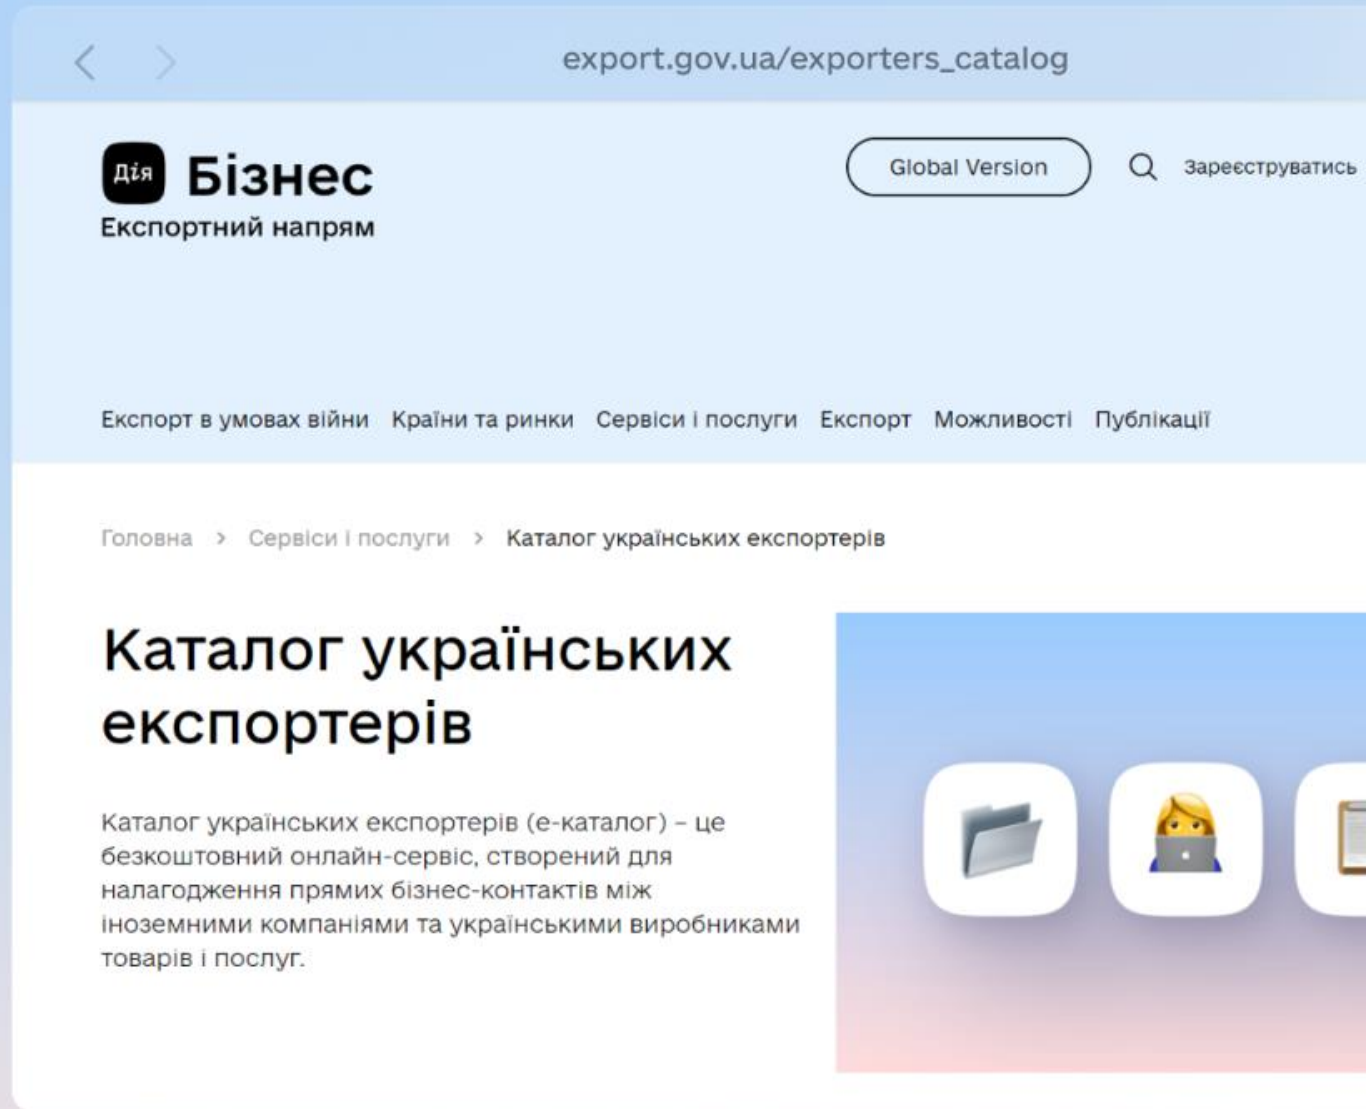 export.gov.ua/exporters_catalog
Дія Бізнес
Експортний напрям
Global Version
Зареєструватись
Експорт в умовах війни Країни та ринки Сервіси і послуги Експорт Можливості Публікації
Головна > Сервіси і послуги > Каталог українських експортерів
Каталог українських
експортерів
Каталог українських експортерів (е-каталог) – це
безкоштовний онлайн-сервіс, створений для
налагодження прямих бізнес-контактів між
іноземними компаніями та українськими виробниками
товарів і послуг.